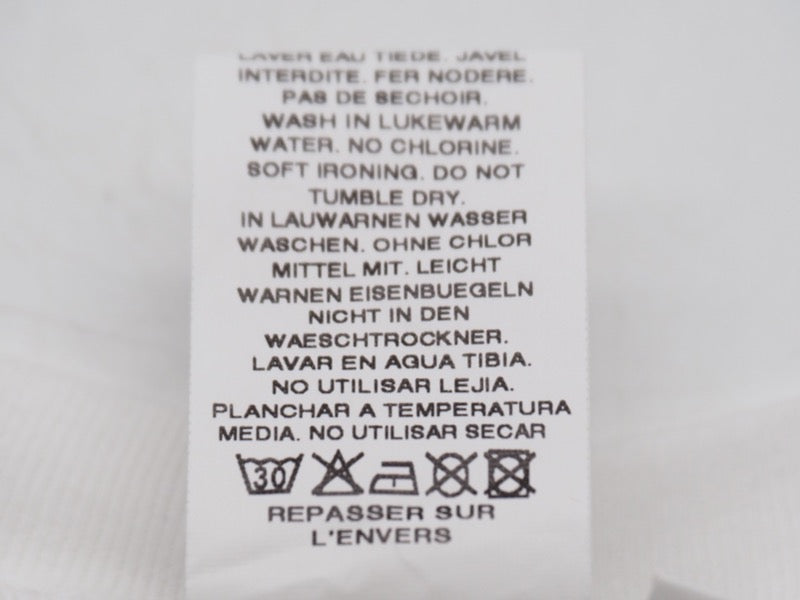 LAVER EAU TIEDE. JAVEL
INTERDITE. FER NODERE.
PAS DE SECHOIR.
WASH IN LUKEWARM
WATER. NO CHLORINE.
SOFT IRONING. DO NOT
TUMBLE DRY.
IN LAUWARNEN WASSER
WASCHEN. OHNE CHLOR
MITTEL MIT. LEICHT
WARNEN EISENBUEGELN
NICHT IN DEN
WAESCHTROCKNER.
LAVAR EN AGUA TIBIA.
NO UTILISAR LEJIA.
PLANCHAR A TEMPERATURA
MEDIA. NO UTILISAR SECAR
30
REPASSER SUR
L'ENVERS